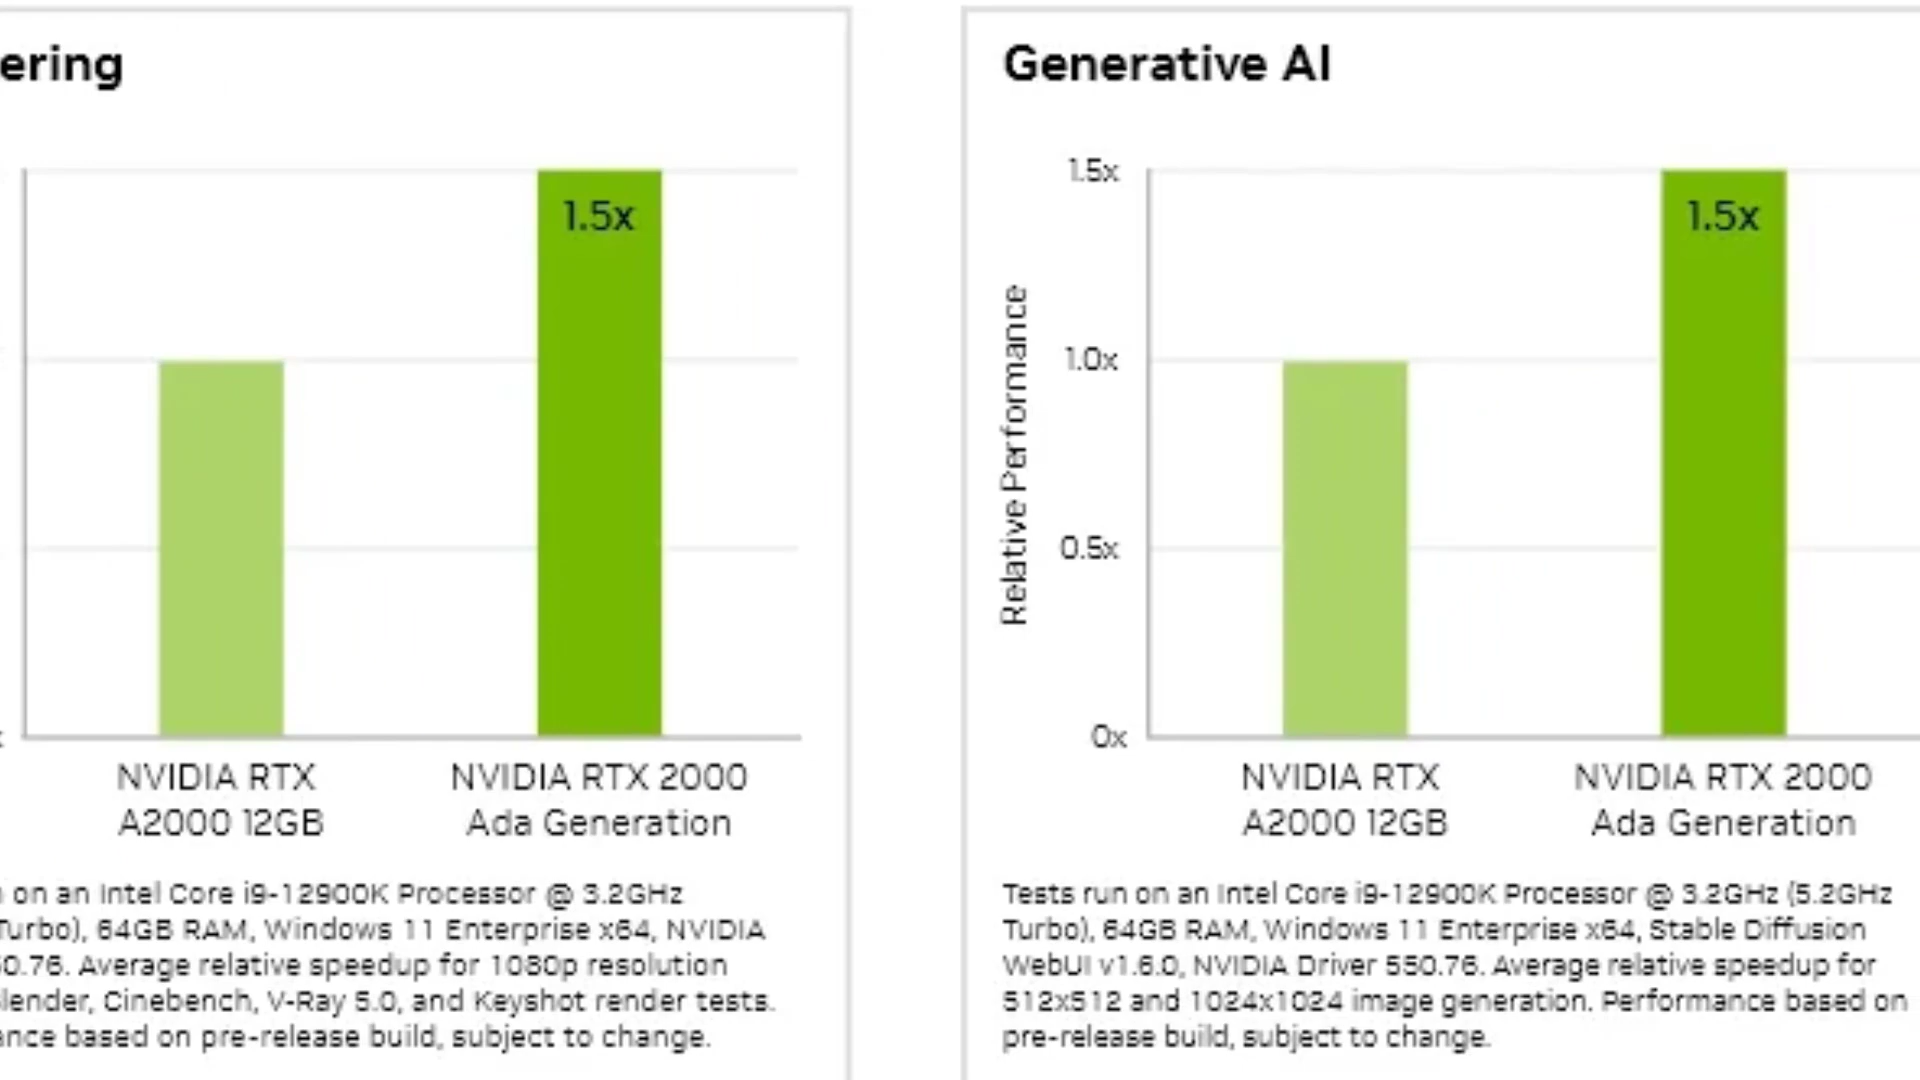 ering
1.5x
NVIDIA RTX
A2000 12GB
NVIDIA RTX 2000
Ada Generation
on an Intel Core i9-12900K Processor @ 3.2GHz
Turbo), 64GB RAM, Windows 11 Enterprise x64, NVIDIA
50.76. Average relative speedup for 1080p resolution
lender, Cinebench, V-Ray 5.0, and Keyshot render tests.
ance based on pre-release build, subject to change.
Generative AI
Relative Performance
1.5x
1.0x
0.5x
0x
1.5x
NVIDIA RTX
A2000 12GB
NVIDIA RTX 2000
Ada Generation
Tests run on an Intel Core i9-12900K Processor @ 3.2GHz (5.2GHz
Turbo), 64GB RAM, Windows 11 Enterprise x64, Stable Diffusion
WebUI v1.6.0, NVIDIA Driver 550.76. Average relative speedup for
512x512 and 1024x1024 image generation. Performance based on
pre-release build, subject to change.